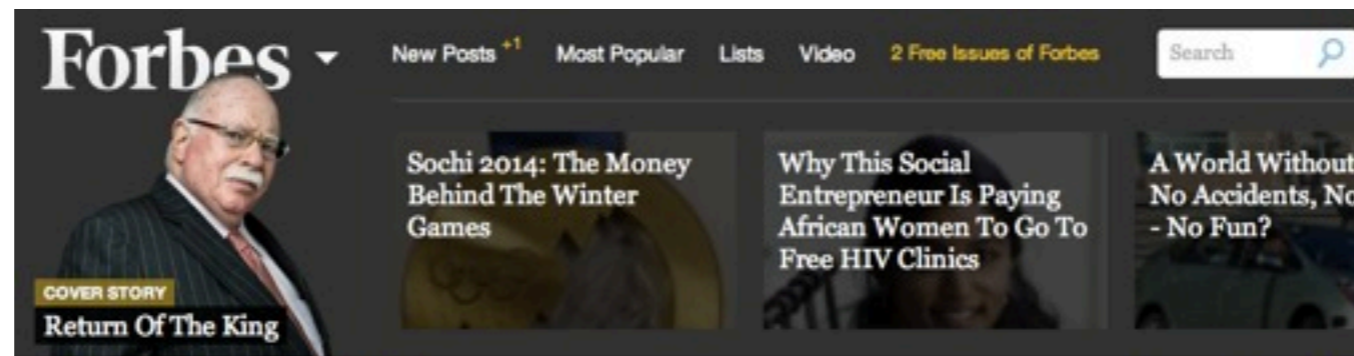 Forbes
New Posts +1
Most Popular
Lists
Video
2 Free Issues of Forbes
Search
COVER STORY
Return Of The King
Sochi 2014: The Money
Behind The Winter
Games
Why This Social
Entrepreneur Is Paying
African Women To Go To
Free HIV Clinics
A World Without
No Accidents, No
- No Fun?